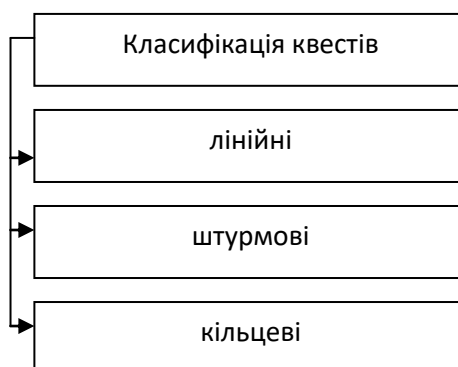 Класифікація квестів
лінійні
штурмові
кільцеві